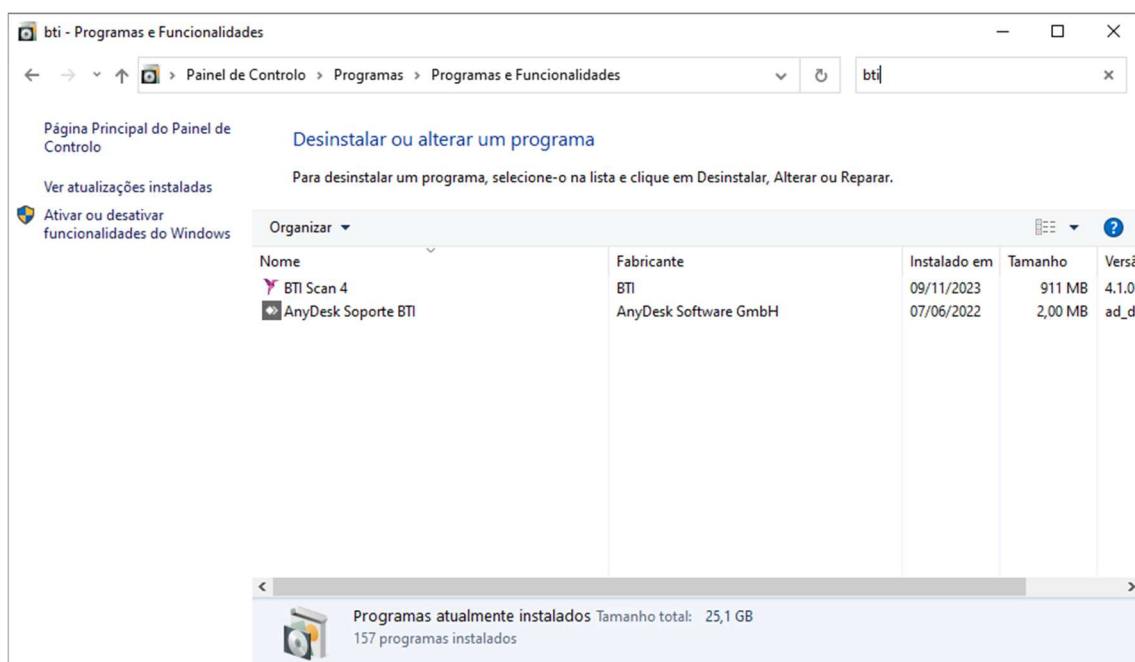 bti - Programas e Funcionalidades
Painel de Controlo > Programas > Programas e Funcionalidades
bti
Página Principal do Painel de
Controlo
Ver atualizações instaladas
Ativar ou desativar
funcionalidades do Windows
Desinstalar ou alterar um programa
Para desinstalar um programa, selecione-o na lista e clique em Desinstalar, Alterar ou Reparar.
Organizar
Nome Fabricante Instalado em Tamanho Versã
BTI Scan 4 BTI 09/11/2023 911 MB 4.1.0
AnyDesk Soporte BTI AnyDesk Software GmbH 07/06/2022 2,00 MB ad_d
Programas atualmente instalados Tamanho total: 25,1 GB
157 programas instalados